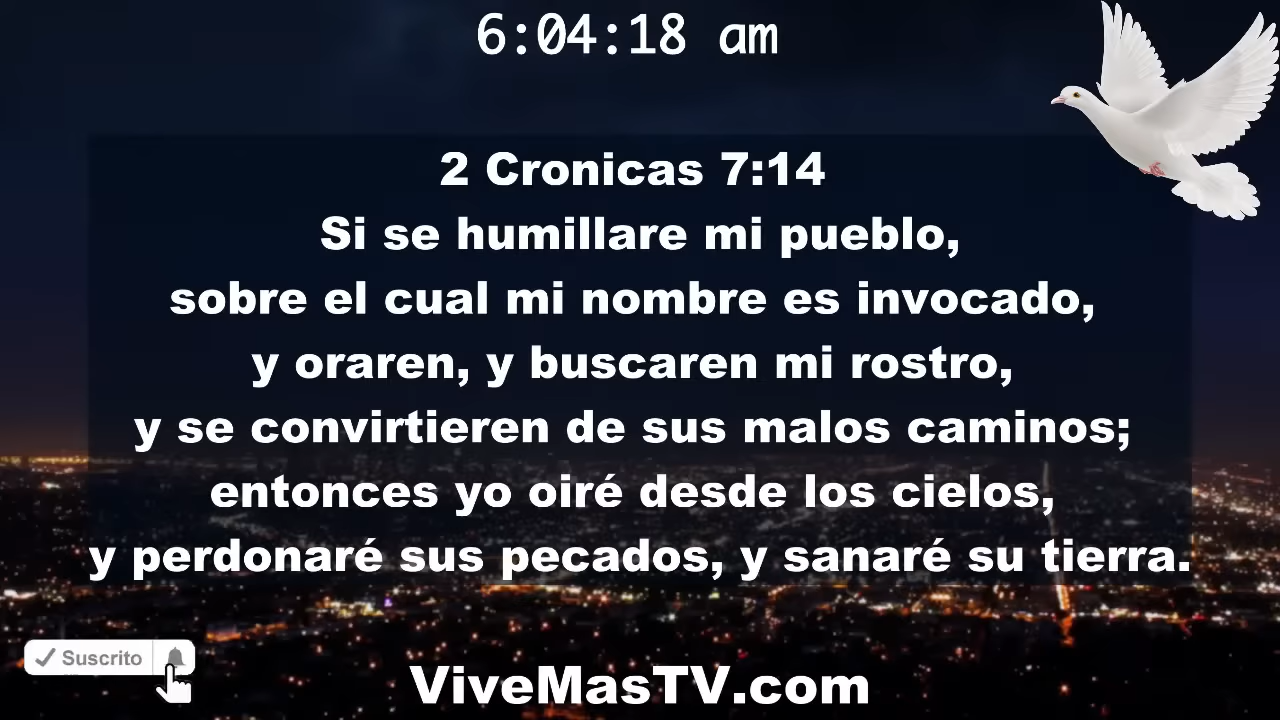 6:04:18 am
2 Cronicas 7:14
Si se humillare mi pueblo,
sobre el cual mi nombre es invocado,
y oraren, y buscaren mi rostro,
y se convirtieren de sus malos caminos;
entonces yo oiré desde los cielos,
y perdonaré sus pecados, y sanaré su tierra.
Suscrito
ViveMasTV.com